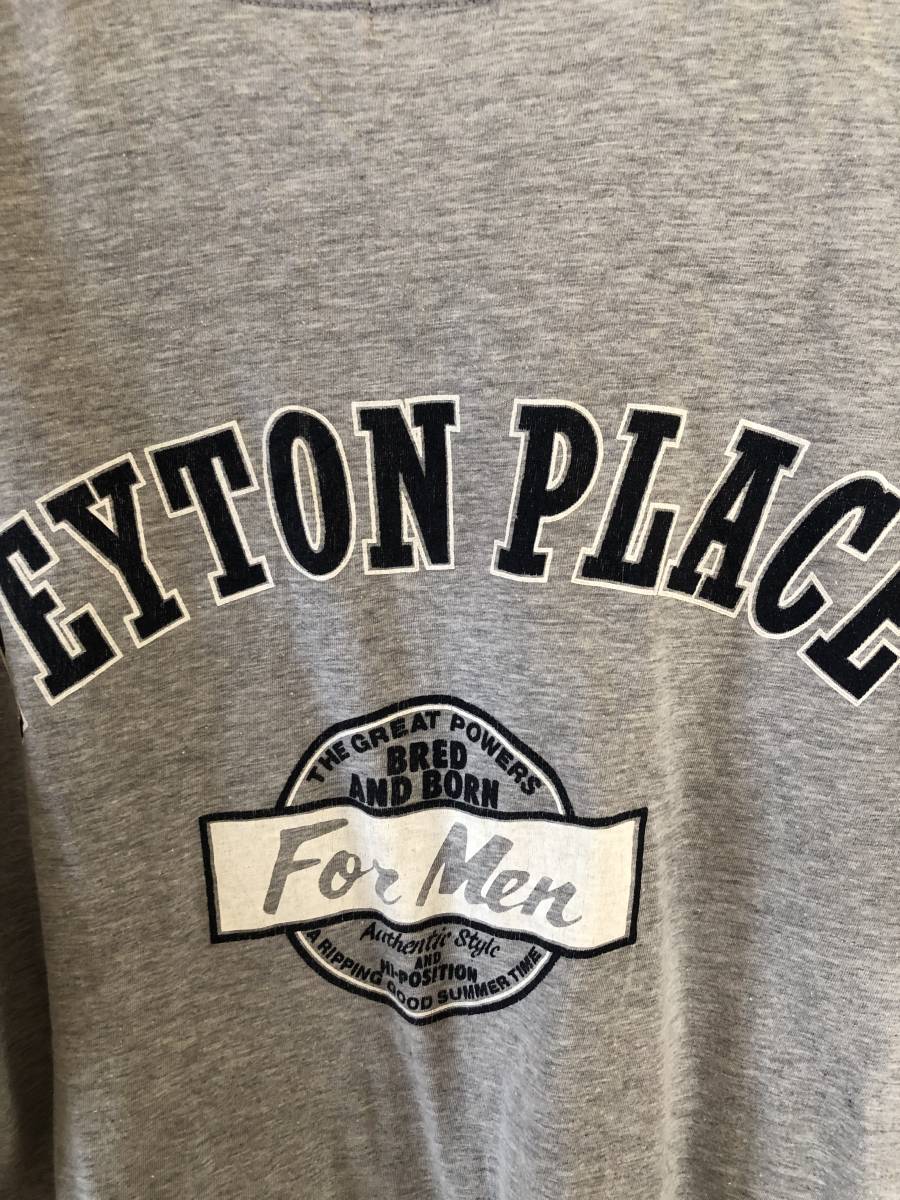 EYTON PLACE
THE GREAT POWERS
BRED
AND BORN
For Men
Authentic Style
AND
HI-POSITION
A RIPPING GOOD SUMMER TIME